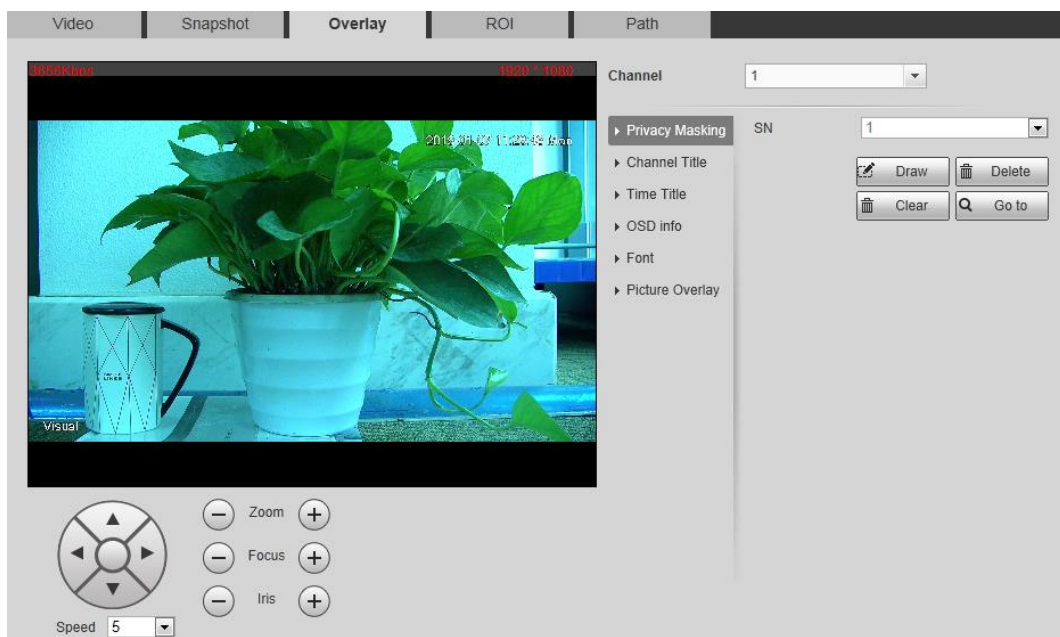 Video Snapshot Overlay ROI Path
3656Kbps 1920 * 1080
Channel 1
Privacy Masking SN 1
Channel Title
Draw Delete
Time Title
Clear Go to
OSD info
Font
Picture Overlay
Visual
Zoom
Focus
Iris
Speed 5